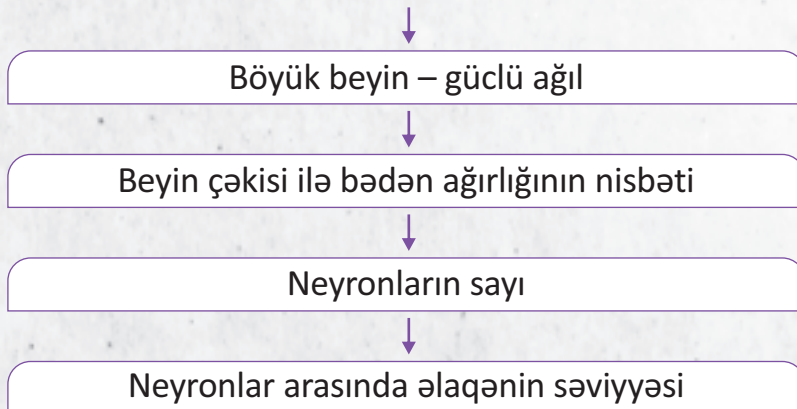 Böyük beyin – güclü ağıl
Beyin çəkisi ilə bədən ağırlığının nisbəti
Neyronların sayı
Neyronlar arasında əlaqənin səviyyəsi